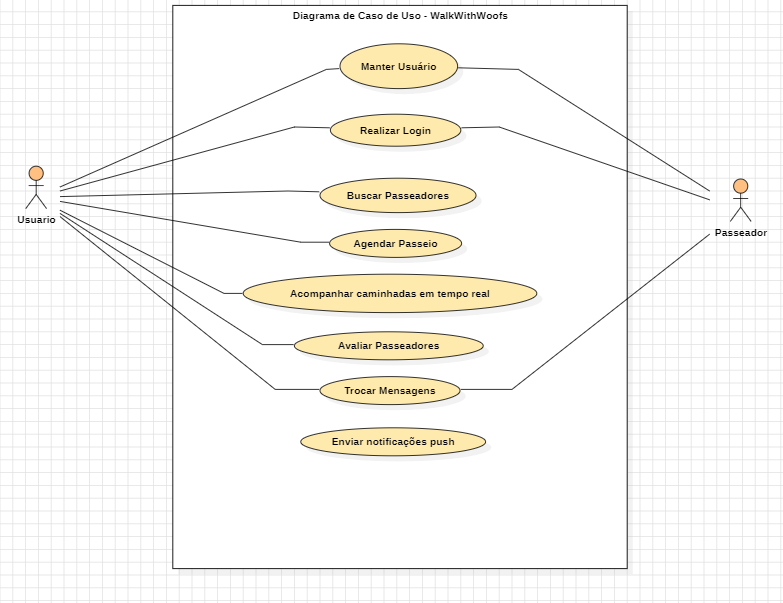 Diagrama de Caso de Uso - WalkWithWoofs
Manter Usuário
Realizar Login
Buscar Passeadores
Usuario
Passeador
Agendar Passeio
Acompanhar caminhadas em tempo real
Avaliar Passeadores
Trocar Mensagens
Enviar notificações push